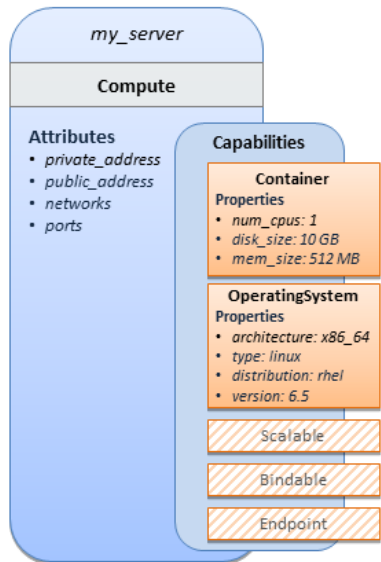 my_server
Compute
Attributes
• private_address
• public_address
• networks
• ports
Capabilities
Container
Properties
• num_cpus: 1
• disk_size: 10 GB
• mem_size: 512 MB
OperatingSystem
Properties
• architecture: x86_64
• type: linux
• distribution: rhel
• version: 6.5
Scalable
Bindable
Endpoint